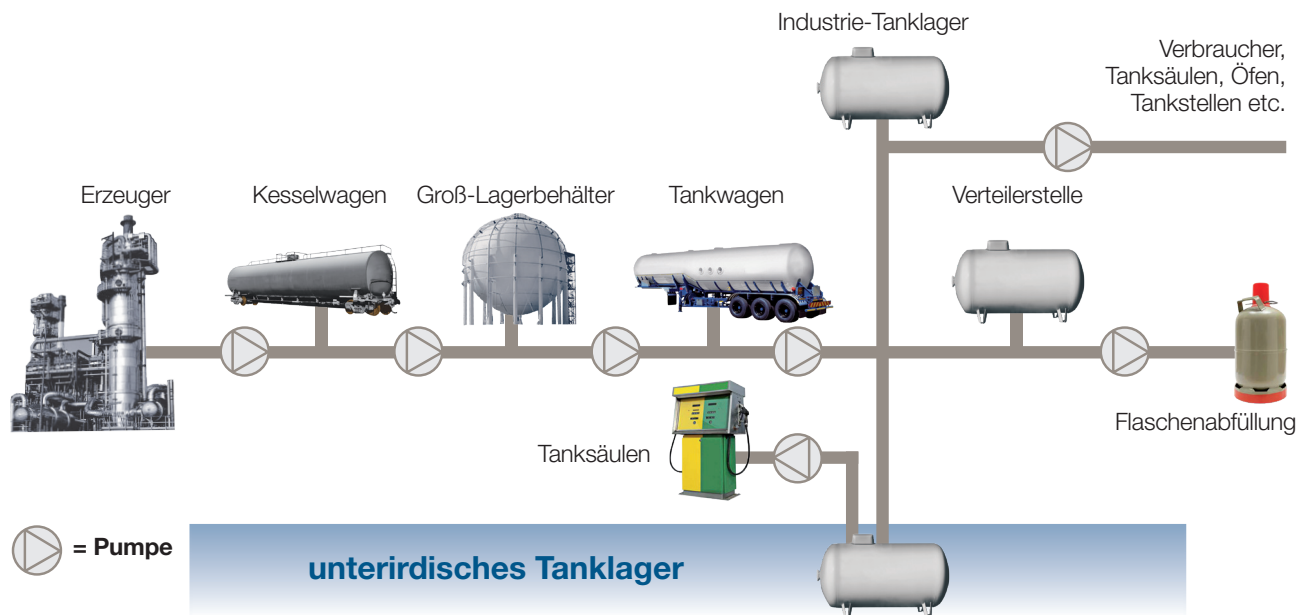 Industrie-Tanklager
Verbraucher,
Tanksäulen, Öfen,
Tankstellen etc.
Erzeuger
Kesselwagen
Groß-Lagerbehälter
Tankwagen
Verteilerstelle
Flaschenabfüllung
Tanksäulen
= Pumpe
unterirdisches Tanklager